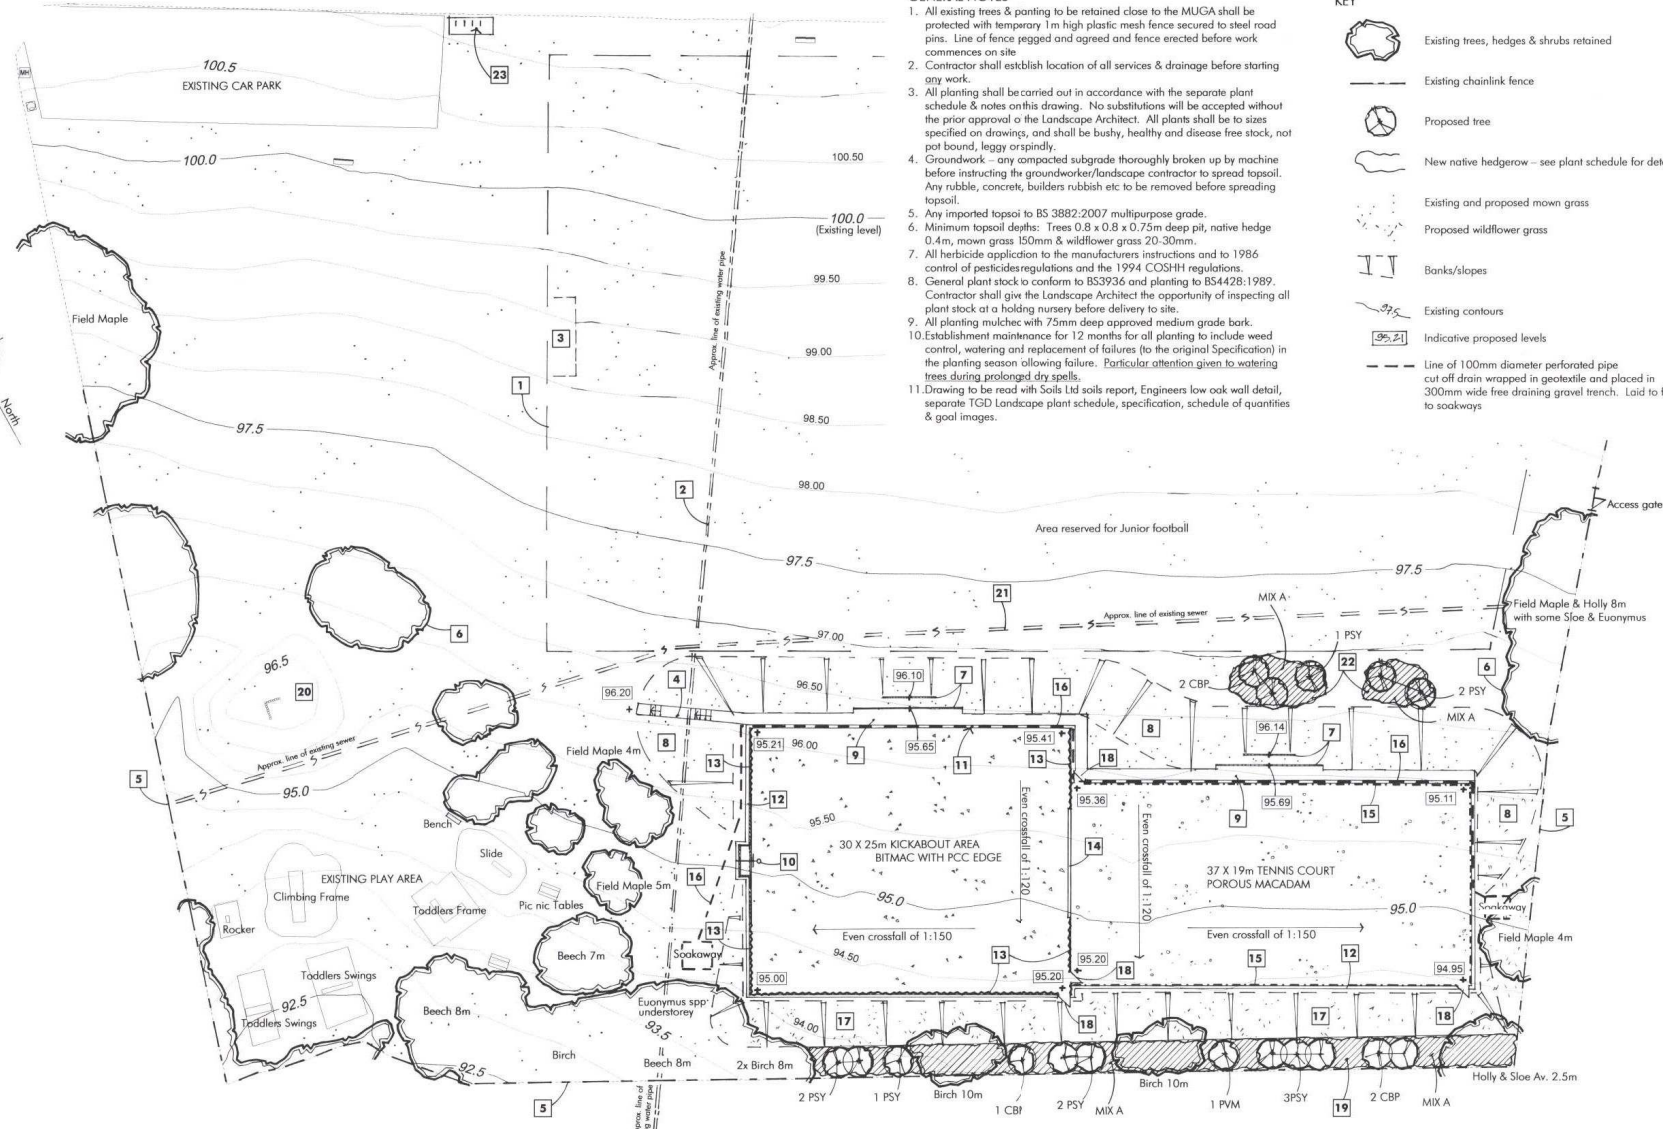 1. All existing trees & panting to be retained close to the MUGA shall be
protected with temporary 1m high plastic mesh fence secured to steel road
pins. Line of fence pegged and agreed and fence erected before work
commences on site
2. Contractor shall estcblish location of all services & drainage before starting
any work.
3. All planting shall be carried out in accordance with the separate plant
schedule & notes on this drawing. No substitutions will be accepted without
the prior approval o the Landscape Architect. All plants shall be to sizes
specified on drawings, and shall be bushy, healthy and disease free stock, not
pot bound, leggy or spindly.
4. Groundwork – any compacted subgrade thoroughly broken up by machine
before instructing the groundworker/landscape contractor to spread topsoil.
Any rubble, concrete, builders rubbish etc to be removed before spreading
topsoil.
5. Any imported topsoi to BS 3882:2007 multipurpose grade.
6. Minimum topsoil depths: Trees 0.8 x 0.8 x 0.75m deep pit, native hedge
0.4m, mown grass 150mm & wildflower grass 20-30mm.
7. All herbicide application to the manufacturers instructions and to 1986
control of pesticides regulations and the 1994 COSHH regulations.
8. General plant stock to conform to BS3936 and planting to BS4428:1989.
Contractor shall give the Landscape Architect the opportunity of inspecting all
plant stock at a holdng nursery before delivery to site.
9. All planting mulchec with 75mm deep approved medium grade bark.
10. Establishment maintenance for 12 months for all planting to include weed
control, watering and replacement of failures (to the original Specification) in
the planting season ollowing failure. Particular attention given to watering
trees during prolonged dry spells.
11. Drawing to be read with Soils Ltd soils report, Engineers low oak wall detail,
separate TGD Landscape plant schedule, specification, schedule of quantities
& goal images.
KEY
Existing trees, hedges & shrubs retained
Existing chainlink fence
Proposed tree
New native hedgerow – see plant schedule for det
Existing and proposed mown grass
Proposed wildflower grass
Banks/slopes
97.5
Existing contours
95.21
Indicative proposed levels
Line of 100mm diameter perforated pipe
cut off drain wrapped in geotextile and placed in
300mm wide free draining gravel trench. Laid to f
to soakways
MH
100.5
EXISTING CAR PARK
23
100.0
100.50
100.0
(Existing level)
99.50
99.00
98.50
98.00
Field Maple
North
3
1
2
Approx. line of existing water pipe
97.5
Area reserved for Junior football
Access gate
97.5
97.5
21
Approx. line of existing sewer
97.00
MIX A
Field Maple & Holly 8m
with some Sloe & Euonymus
1 PSY
6
96.5
20
96.20
4
96.50
96.10
7
16
2 CBP
22
2 PSY
6
MIX A
8
8
96.14
7
16
9
95.65
11
95.21
96.00
95.41
13
13
18
Approx. line of existing sewer
Field Maple 4m
5
95.0
12
95.50
95.36
9
95.69
15
95.11
8
5
Bench
Slide
30 X 25m KICKABOUT AREA
BITMAC WITH PCC EDGE
10
14
Even crossfall of 1:120
Even crossfall of 1:120
37 X 19m TENNIS COURT
POROUS MACADAM
EXISTING PLAY AREA
Climbing Frame
Toddlers Frame
Pic nic Tables
Field Maple 5m
16
95.0
95.0
Soakaway
Rocker
13
Even crossfall of 1:150
Even crossfall of 1:150
Field Maple 4m
Beech 7m
Soakaway
94.50
13
95.20
18
15
12
94.95
Toddlers Swings
95.00
95.20
92.5
Toddlers Swings
Beech 8m
Euonymus spp
understorey
93.5
94.00
17
18
17
18
Birch
Beech 8m
2x Birch 8m
92.5
Holly & Sloe Av. 2.5m
5
2 PSY
1 PSY
Birch 10m
1 CBP
2 PSY
MIX A
Birch 10m
1 PVM
3PSY
19
2 CBP
MIX A